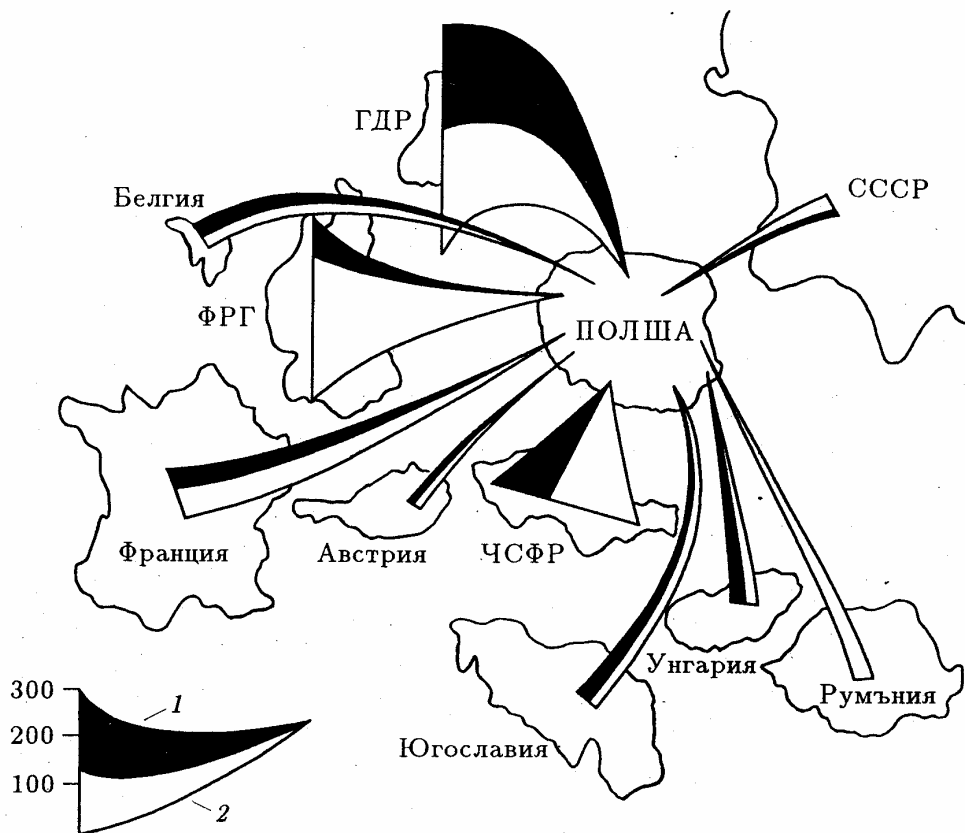 ГДР
Белгия
СССР
ФРГ
ПОЛША
Франция
Австрия
ЧСФР
Унгария
Румъния
Югославия
300
200
100
1
2